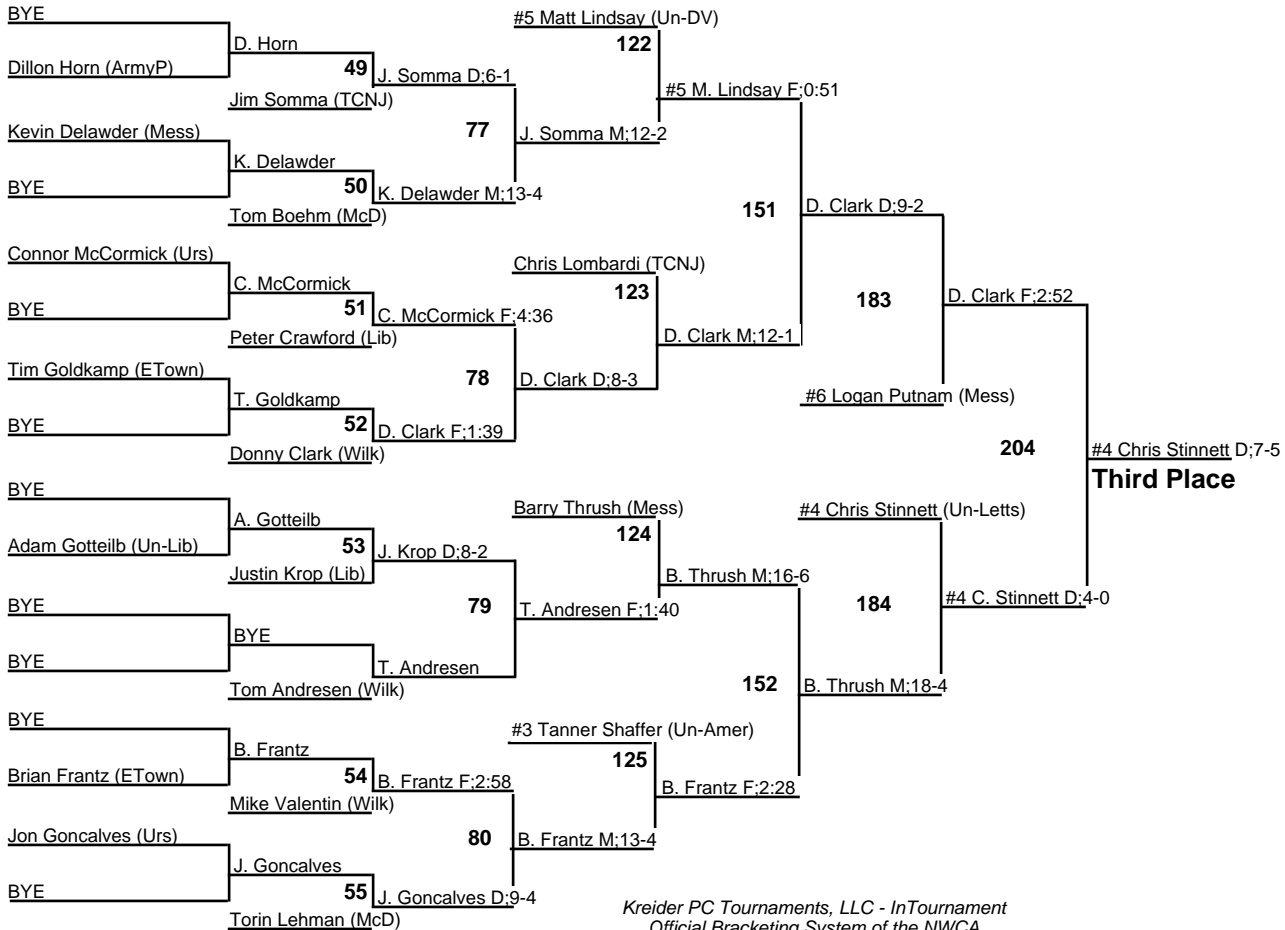 BYE
#5 Matt Lindsay (Un-DV)
D. Horn
122
Dillon Horn (ArmyP)
49
J. Somma D;6-1
#5 M. Lindsay F;0:51
Jim Somma (TCNJ)
Kevin Delawder (Mess)
77
J. Somma M;12-2
K. Delawder
BYE
50
K. Delawder M;13-4
151
D. Clark D;9-2
Tom Boehm (McD)
Connor McCormick (Urs)
Chris Lombardi (TCNJ)
C. McCormick
123
183
D. Clark F;2:52
BYE
51
C. McCormick F;4:36
Peter Crawford (Lib)
D. Clark M;12-1
Tim Goldkamp (ETown)
78
D. Clark D;8-3
T. Goldkamp
#6 Logan Putnam (Mess)
BYE
52
D. Clark F;1:39
204
#4 Chris Stinnett D;7-5
Donny Clark (Wilk)
Third Place
BYE
Barry Thrush (Mess)
#4 Chris Stinnett (Un-Letts)
A. Gotteilb
124
Adam Gotteilb (Un-Lib)
53
J. Krop D;8-2
Justin Krop (Lib)
B. Thrush M;16-6
BYE
79
T. Andresen F;1:40
184
#4 C. Stinnett D;4-0
BYE
BYE
T. Andresen
152
B. Thrush M;18-4
Tom Andresen (Wilk)
BYE
#3 Tanner Shaffer (Un-Amer)
B. Frantz
125
Brian Frantz (ETown)
54
B. Frantz F;2:58
B. Frantz F;2:28
Mike Valentin (Wilk)
Jon Goncalves (Urs)
80
B. Frantz M;13-4
J. Goncalves
BYE
55
J. Goncalves D;9-4
Torin Lehman (McD)
Kreider PC Tournaments, LLC - InTournament
Official Bracketing System of the NWCA